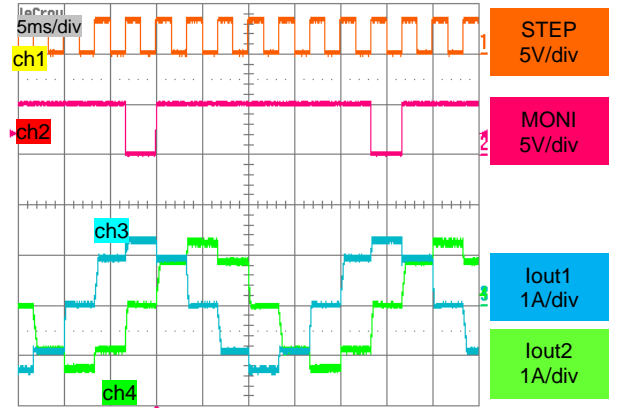 LeCroy
5ms/div
ch1
1
STEP
5V/div
ch2
2
MONI
5V/div
ch3
3
Iout1
1A/div
Iout2
1A/div
ch4